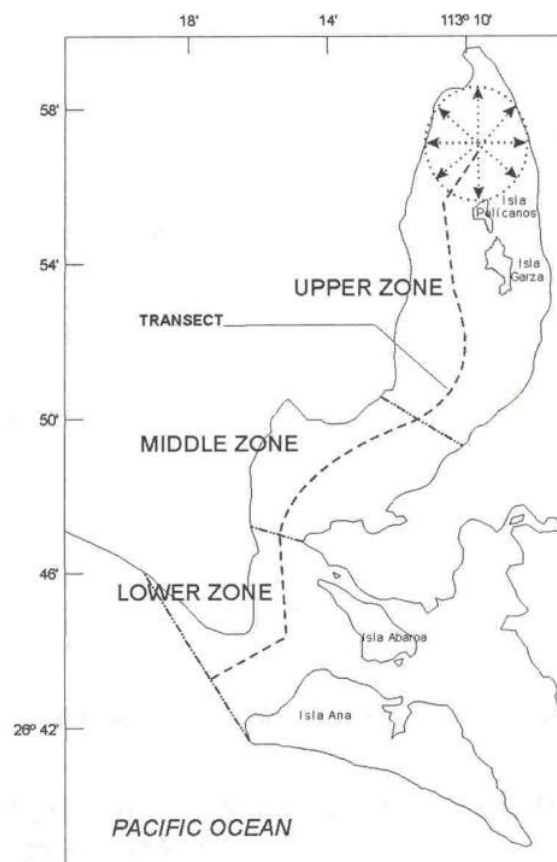 18'
14'
113º 10'
58'
Isla
Pelícanos
54'
Isla
Garza
UPPER ZONE
TRANSECT
50'
MIDDLE ZONE
46'
LOWER ZONE
Isla Abaroa
26º 42'
Isla Ana
PACIFIC OCEAN